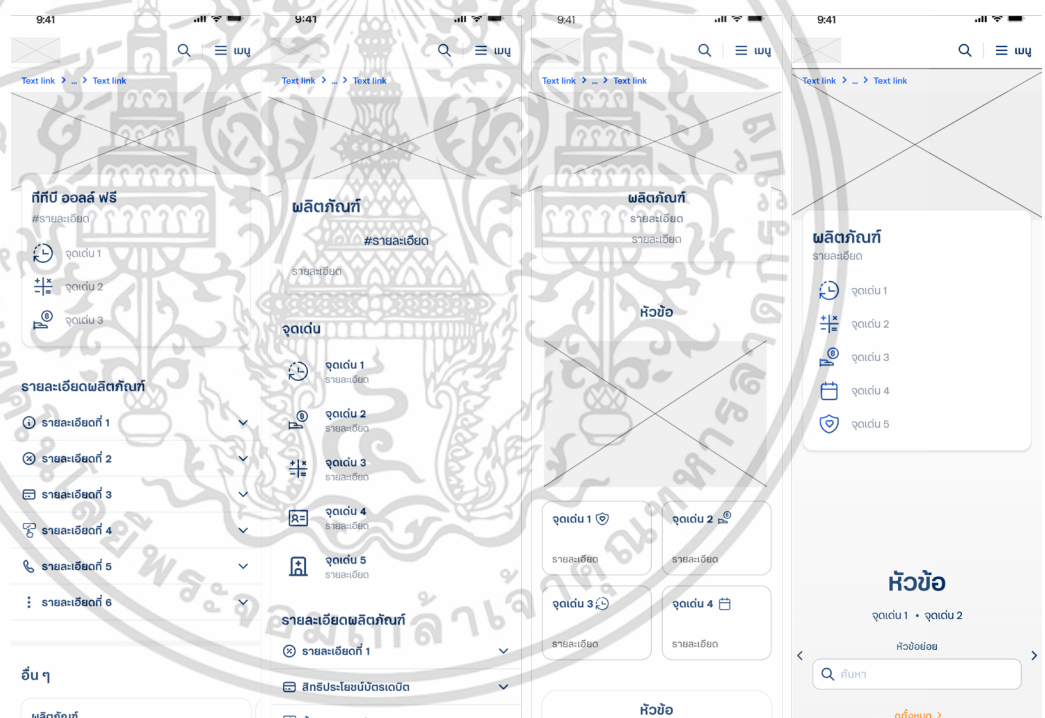 9:41
เมนู
Text link > ... > Text link
ทีทีบี ออลล์ ฟรี
#รายละเอียด
จุดเด่น 1
จุดเด่น 2
จุดเด่น 3
รายละเอียดผลิตภัณฑ์
รายละเอียดที่ 1
รายละเอียดที่ 2
รายละเอียดที่ 3
รายละเอียดที่ 4
รายละเอียดที่ 5
รายละเอียดที่ 6
อื่น ๆ
ผลิตภัณฑ์
9:41
เมนู
Text link > ... > Text link
ผลิตภัณฑ์
#รายละเอียด
รายละเอียด
จุดเด่น
จุดเด่น 1
รายละเอียด
จุดเด่น 2
รายละเอียด
จุดเด่น 3
รายละเอียด
จุดเด่น 4
รายละเอียด
จุดเด่น 5
รายละเอียด
รายละเอียดผลิตภัณฑ์
รายละเอียดที่ 1
สิทธิประโยชน์บัตรเดบิต
9:41
เมนู
Text link > ... > Text link
ผลิตภัณฑ์
รายละเอียด
รายละเอียด
หัวข้อ
จุดเด่น 1
รายละเอียด
จุดเด่น 2
รายละเอียด
จุดเด่น 3
รายละเอียด
จุดเด่น 4
รายละเอียด
หัวข้อ
9:41
เมนู
Text link > ... > Text link
ผลิตภัณฑ์
รายละเอียด
จุดเด่น 1
จุดเด่น 2
จุดเด่น 3
จุดเด่น 4
จุดเด่น 5
หัวข้อ
จุดเด่น 1 • จุดเด่น 2
หัวข้อย่อย
ค้นหา
ดูทั้งหมด >